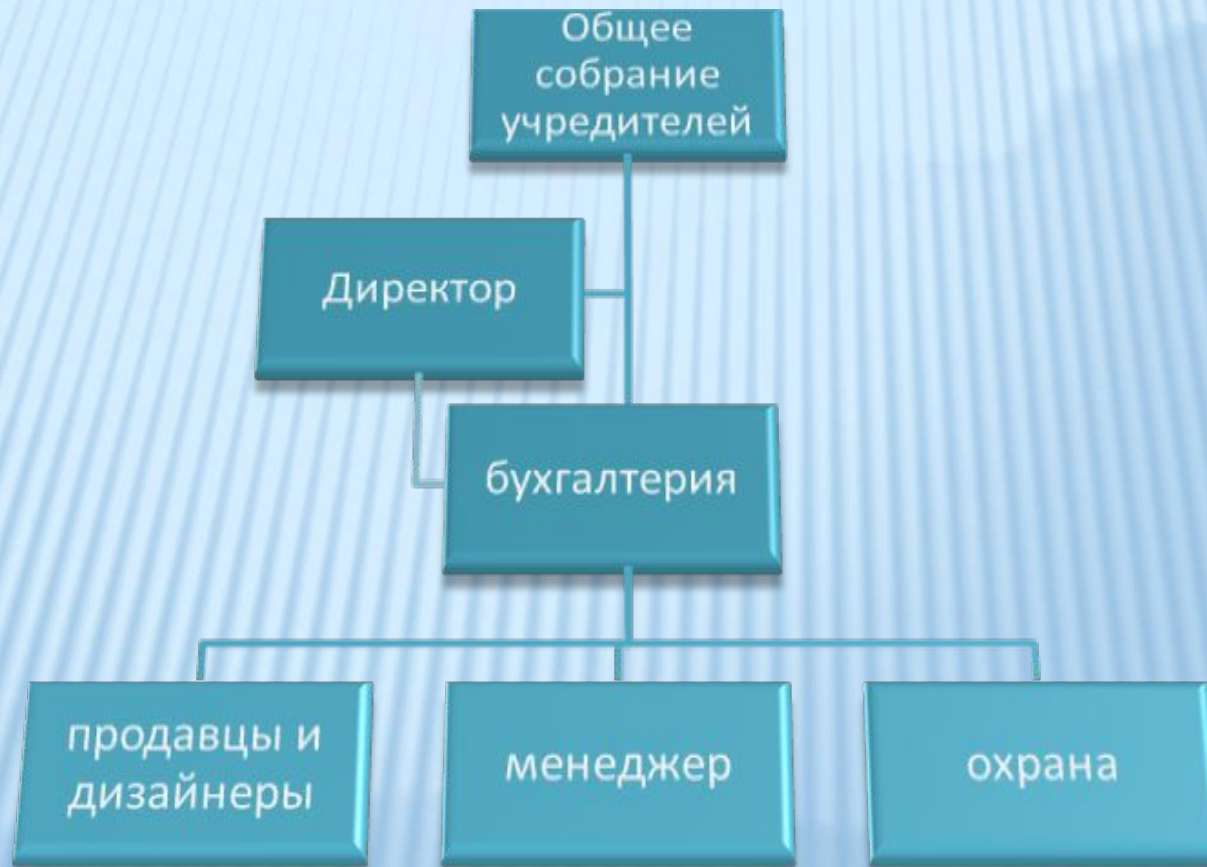 Общее
собрание
учредителей
Директор
бухгалтерия
продавцы и
дизайнеры
менеджер
охрана